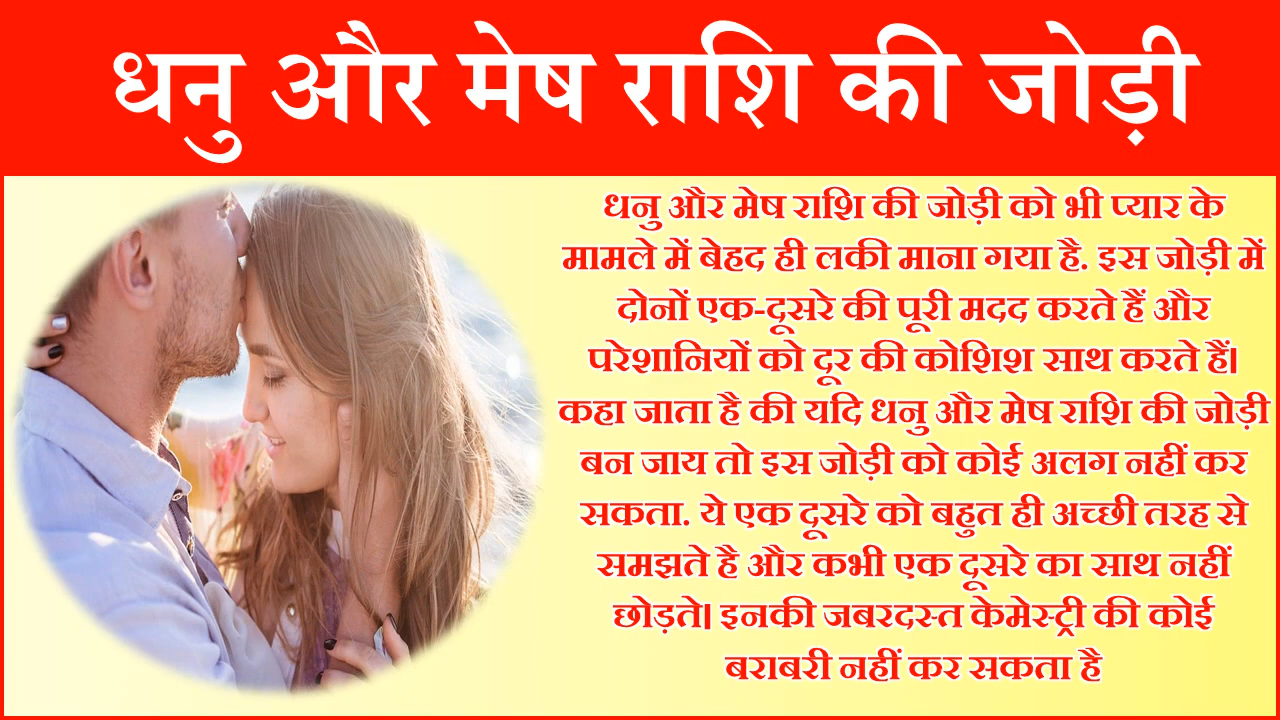 धनु और मेष राशि की जोड़ी
धनु और मेष राशि की जोड़ी को भी प्यार के
मामले में बेहद ही लकी माना गया है. इस जोड़ी में
दोनों एक-दूसरे की पूरी मदद करते हैं और
परेशानियों को दूर की कोशिश साथ करते हैं।
कहा जाता है की यदि धनु और मेष राशि की जोड़ी
बन जाय तो इस जोड़ी को कोई अलग नहीं कर
सकता. ये एक दूसरे को बहुत ही अच्छी तरह से
समझते है और कभी एक दूसरे का साथ नहीं
छोड़ते। इनकी जबरदस्त केमेस्ट्री की कोई
बराबरी नहीं कर सकता है